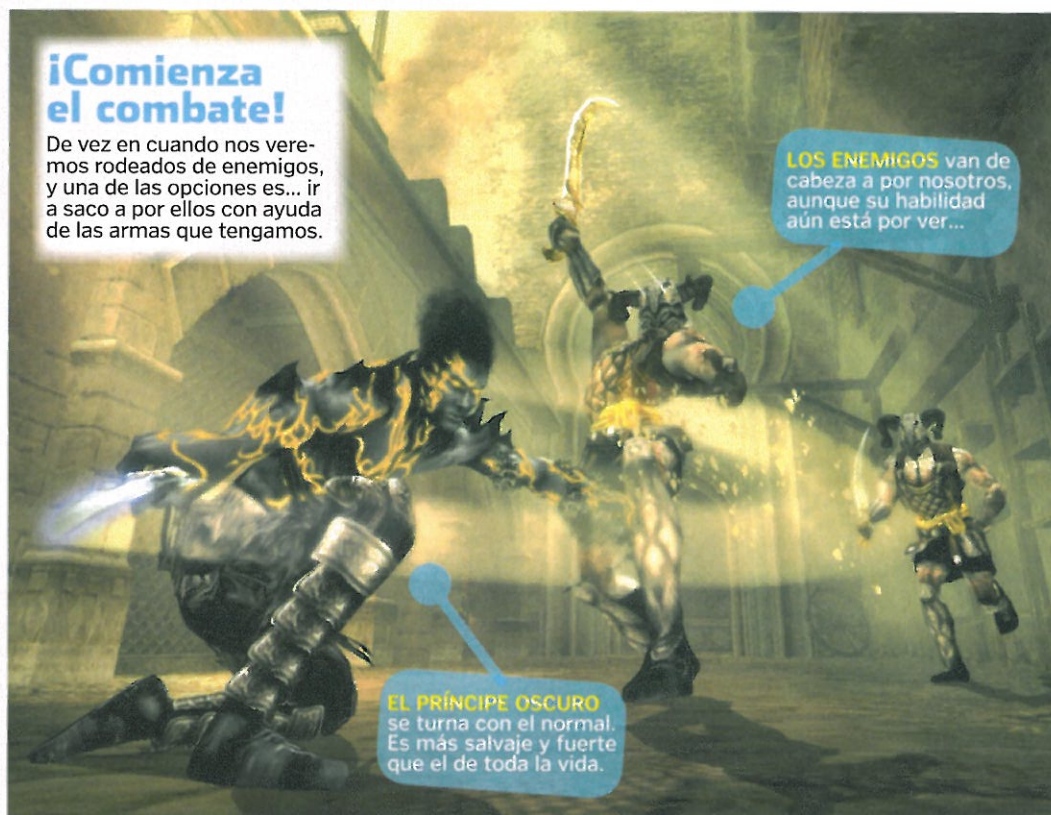 ¡Comienza
el combate!
De vez en cuando nos vere-
mos rodeados de enemigos,
y una de las opciones es... ir
a saco a por ellos con ayuda
de las armas que tengamos.
LOS ENEMIGOS van de
cabeza a por nosotros,
aunque su habilidad
aún está por ver...
EL PRÍNCIPE OSCURO
se turna con el normal.
Es más salvaje y fuerte
que el de toda la vida.